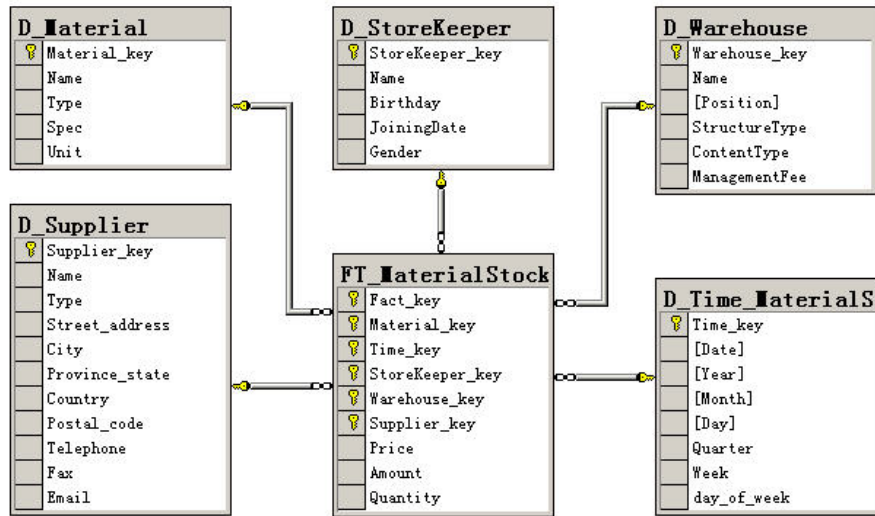 D_Material
Material_key
Name
Type
Spec
Unit
D_StoreKeeper
StoreKeeper_key
Name
Birthday
JoiningDate
Gender
D_Warehouse
Warehouse_key
Name
[Position]
StructureType
ContentType
ManagementFee
D_Supplier
Supplier_key
Name
Type
Street_address
City
Province_state
Country
Postal_code
Telephone
Fax
Email
FT_MaterialStock
Fact_key
Material_key
Time_key
StoreKeeper_key
Warehouse_key
Supplier_key
Price
Amount
Quantity
D_Time_MaterialS
Time_key
[Date]
[Year]
[Month]
[Day]
Quarter
Week
day_of_week